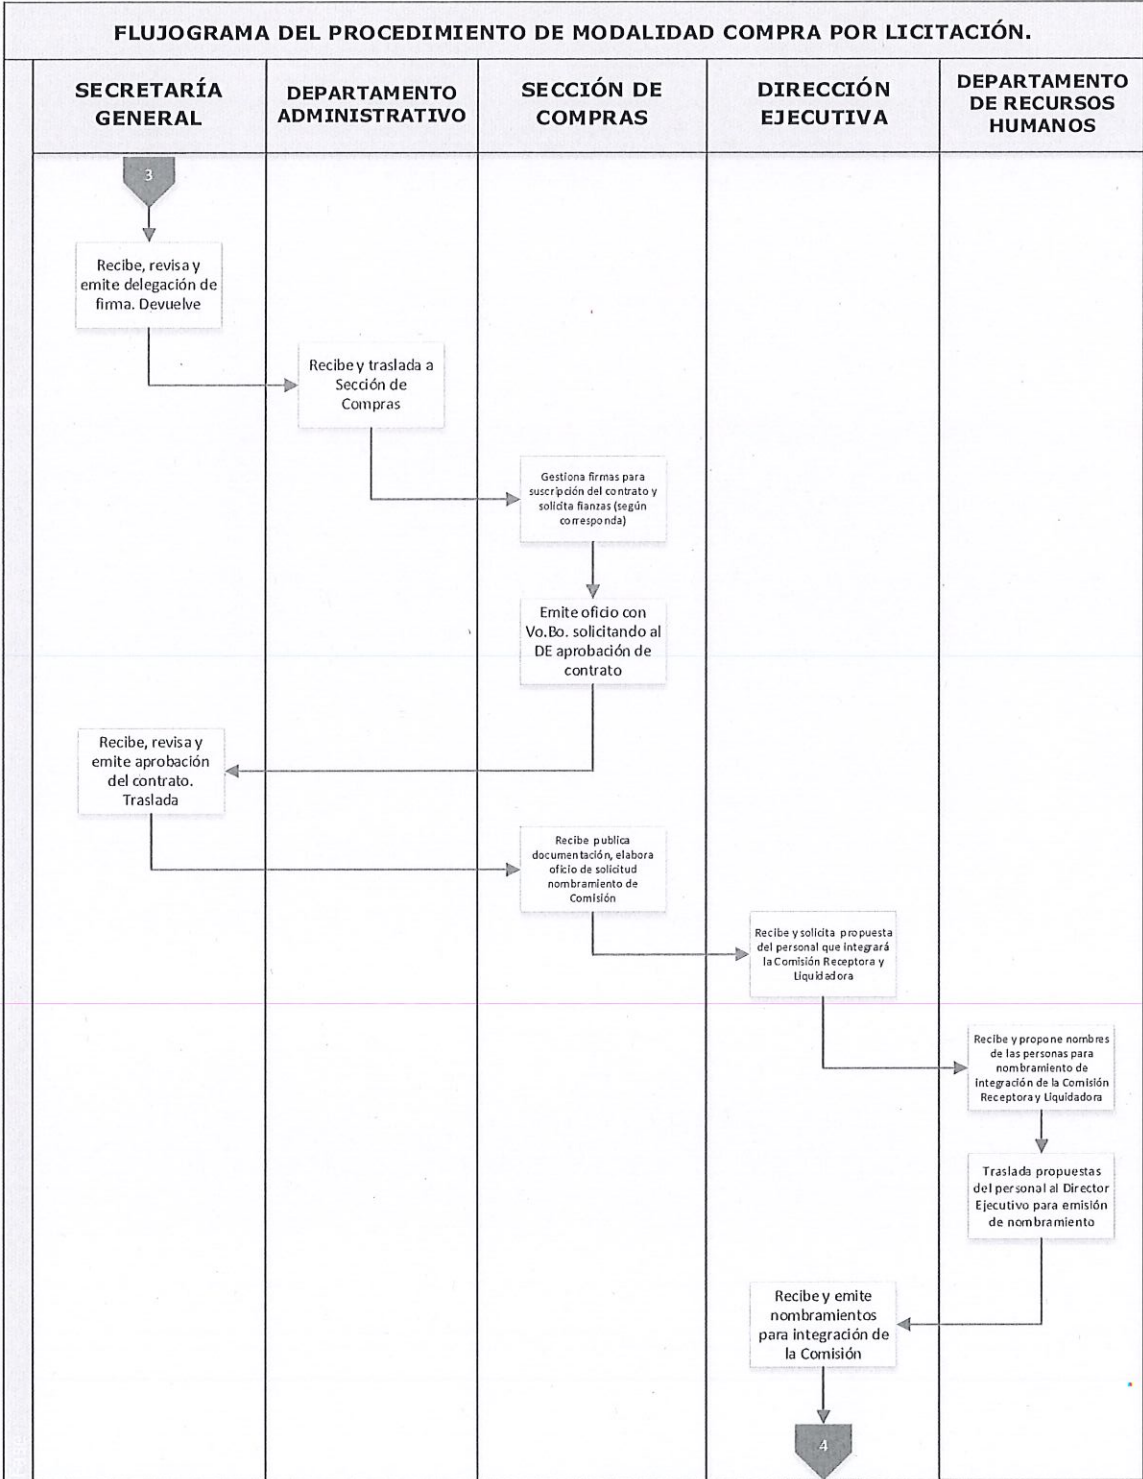 FLUJOGRAMA DEL PROCEDIMIENTO DE MODALIDAD COMPRA POR LICITACIÓN.
SECRETARÍA
GENERAL
DEPARTAMENTO
ADMINISTRATIVO
SECCIÓN DE
COMPRAS
DIRECCIÓN
EJECUTIVA
DEPARTAMENTO
DE RECURSOS
HUMANOS
3
Recibe, revisa y
emite delegación de
firma. Devuelve
Recibe y traslada a
Sección de
Compras
Gestiona firmas para
suscripción del contrato y
solicita fianzas (según
corresponda)
Emite oficio con
Vo.Bo. solicitando al
DE aprobación de
contrato
Recibe, revisa y
emite aprobación
del contrato.
Traslada
Recibe publica
documentación, elabora
oficio de solicitud
nombramiento de
Comisión
Recibe y solicita propuesta
del personal que integrará
la Comisión Receptora y
Liquidadora
Recibe y propone nombres
de las personas para
nombramiento de
integración de la Comisión
Receptora y Liquidadora
Traslada propuestas
del personal al Director
Ejecutivo para emisión
de nombramiento
Recibe y emite
nombramientos
para integración de
la Comisión
4